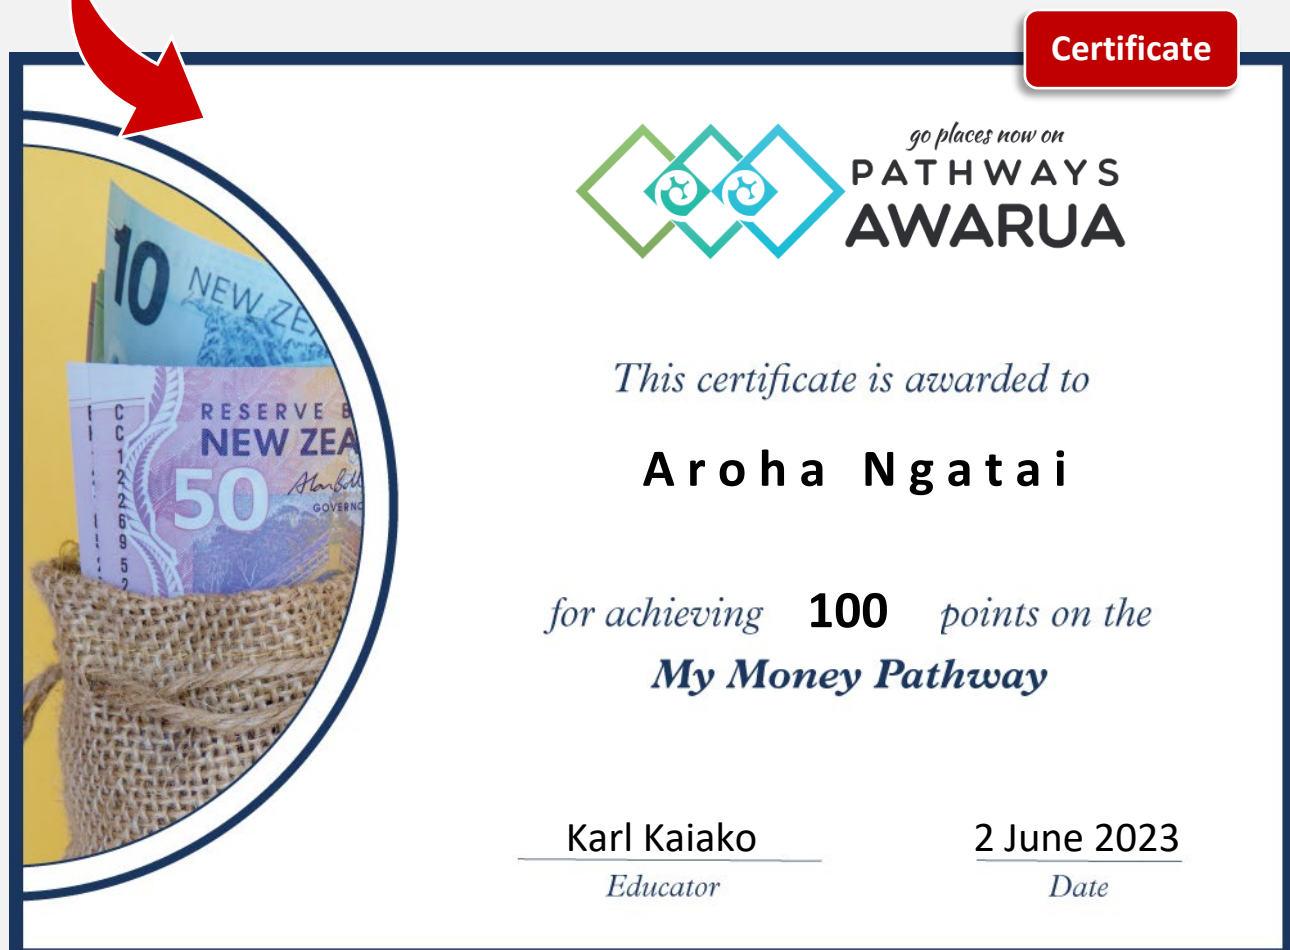 Certificate
go places now on
PATHWAYS
AWARUA
10
NEW ZE
RESERVE B
NEW ZEA
50
GOVERN
This certificate is awarded to
Aroha Ngatai
for achieving 100 points on the
My Money Pathway
Karl Kaiako 2 June 2023
Educator Date